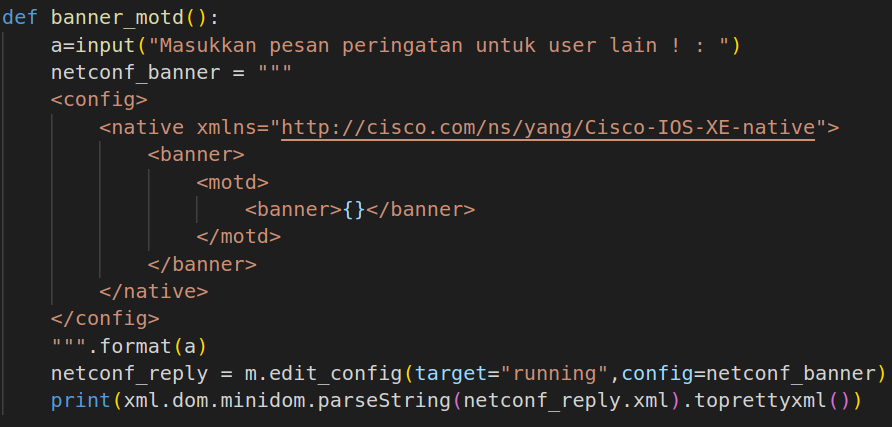 def banner_motd():
    a=input("Masukkan pesan peringatan untuk user lain ! : ")
    netconf_banner = """
    <config>
        <native xmlns="http://cisco.com/ns/yang/Cisco-IOS-XE-native">
            <banner>
                <motd>
                    <banner>{}</banner>
                </motd>
            </banner>
        </native>
    </config>
    """.format(a)
    netconf_reply = m.edit_config(target="running",config=netconf_banner)
    print(xml.dom.minidom.parseString(netconf_reply.xml).toprettyxml())